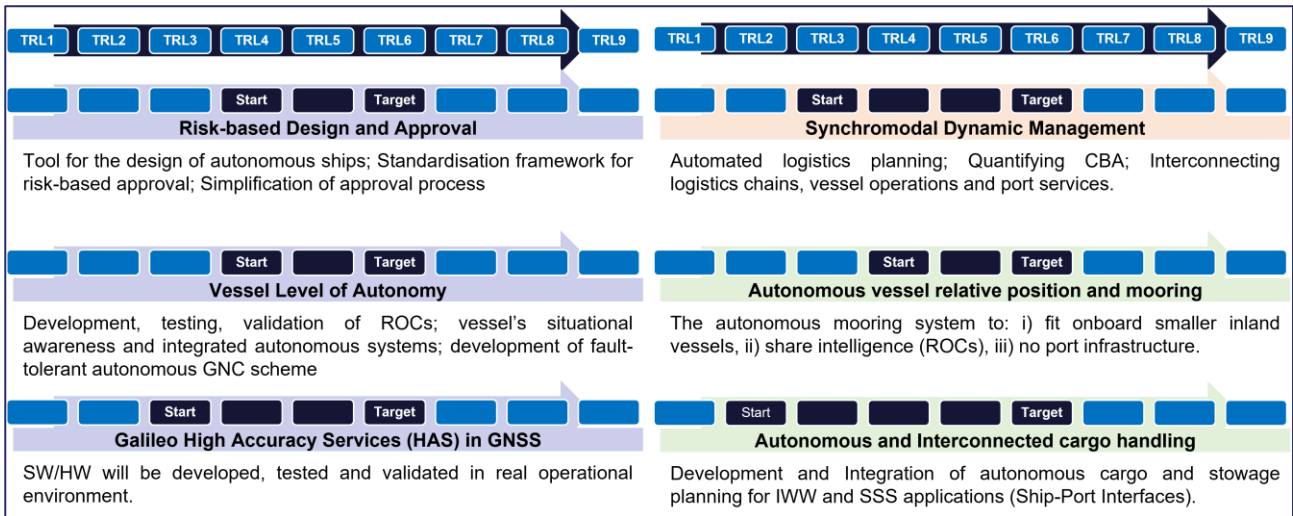 TRL1 TRL2 TRL3 TRL4 TRL5 TRL6 TRL7 TRL8 TRL9
Start Target
Risk-based Design and Approval
Tool for the design of autonomous ships; Standardisation framework for
risk-based approval; Simplification of approval process
Start Target
Vessel Level of Autonomy
Development, testing, validation of ROCs; vessel's situational
awareness and integrated autonomous systems; development of fault-
tolerant autonomous GNC scheme
Start Target
Galileo High Accuracy Services (HAS) in GNSS
SW/HW will be developed, tested and validated in real operational
environment.
TRL1 TRL2 TRL3 TRL4 TRL5 TRL6 TRL7 TRL8 TRL9
Start Target
Synchromodal Dynamic Management
Automated logistics planning; Quantifying CBA; Interconnecting
logistics chains, vessel operations and port services.
Start Target
Autonomous vessel relative position and mooring
The autonomous mooring system to: i) fit onboard smaller inland
vessels, ii) share intelligence (ROCs), iii) no port infrastructure.
Start Target
Autonomous and Interconnected cargo handling
Development and Integration of autonomous cargo and stowage
planning for IWW and SSS applications (Ship-Port Interfaces).